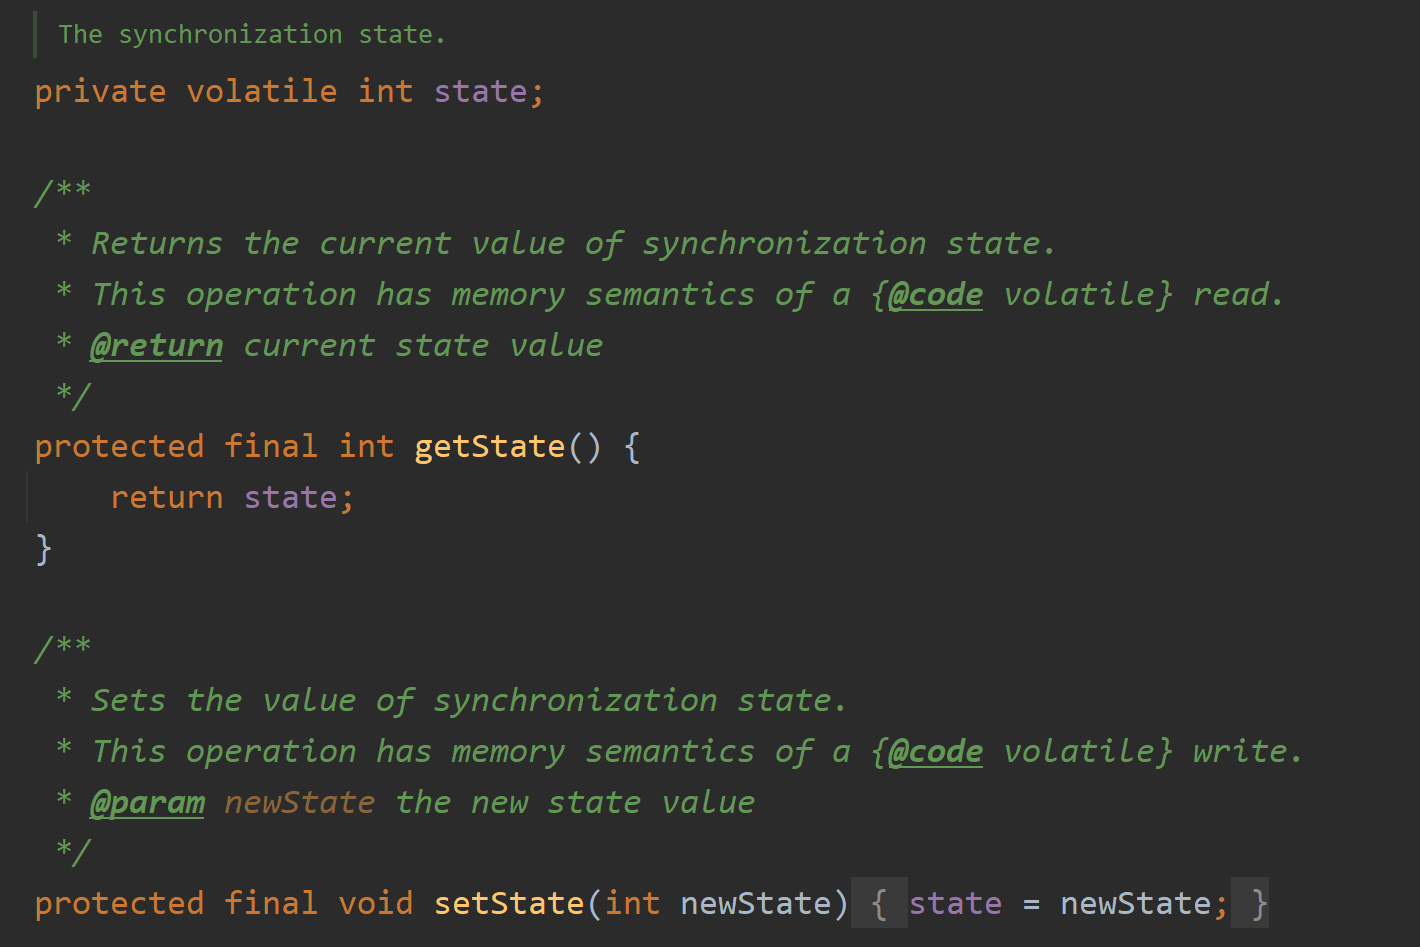 The synchronization state.
private volatile int state;
/**
* Returns the current value of synchronization state.
* This operation has memory semantics of a {@code volatile} read.
* @return current state value
*/
protected final int getState() {
return state;
}
/**
* Sets the value of synchronization state.
* This operation has memory semantics of a {@code volatile} write.
* @param newState the new state value
*/
protected final void setState(int newState) { state = newState; }